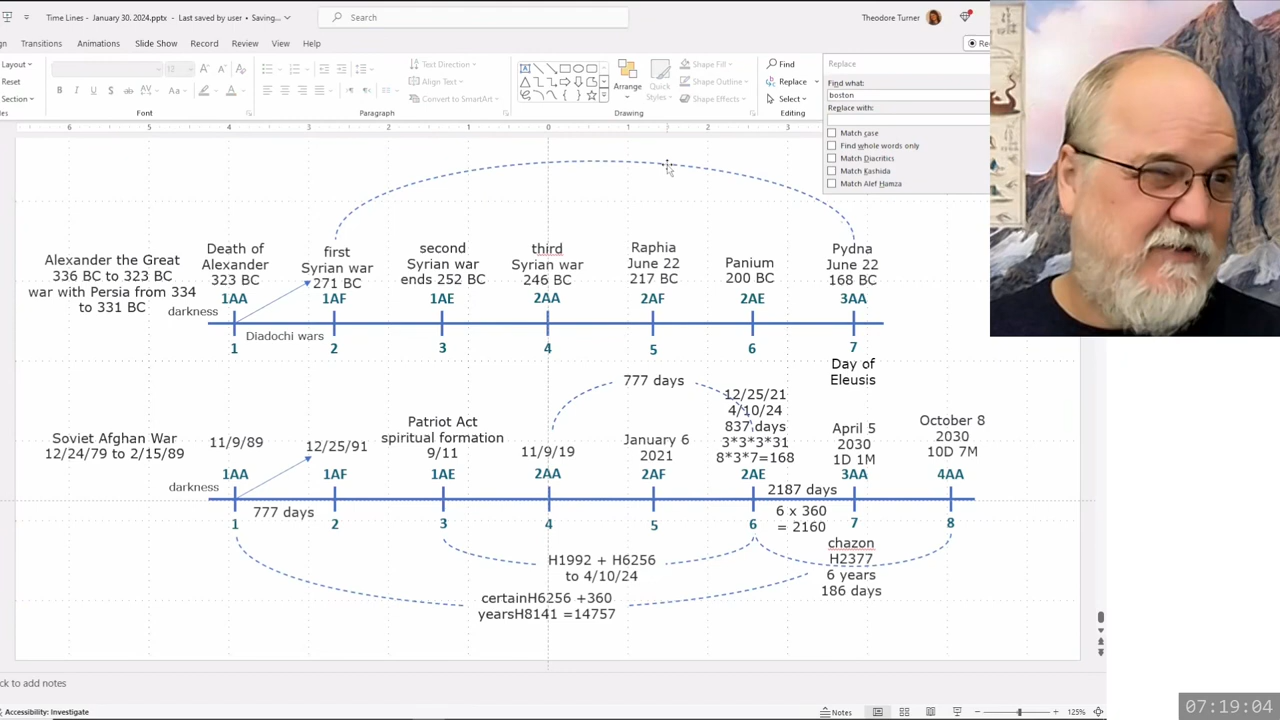 Time Lines - January 30. 2024.pptx • Last saved by user • Saving...
Search
Theodore Turner
Transitions Animations Slide Show Record Review View Help
Layout
Reset
Section
Text Direction
Align Text
Convert to SmartArt
Arrange
Quick
Styles
Shape Fill
Shape Outline
Shape Effects
Find
Replace
Select
Font
Paragraph
Drawing
Editing
Replace
Find what:
boston
Replace with:
Match case
Find whole words only
Match Diacritics
Match Kashida
Match Alef Hamza
6 5 4 3 2 1 0 1 2 3
Alexander the Great
336 BC to 323 BC
war with Persia from 334
to 331 BC
Death of
Alexander
323 BC
1AA
first
Syrian war
271 BC
1AF
second
Syrian war
ends 252 BC
1AE
third
Syrian war
246 BC
2AA
Raphia
June 22
217 BC
2AF
Panium
200 BC
2AE
Pydna
June 22
168 BC
3AA
darkness
Diadochi wars
1 2 3 4 5 6 7
Day of
Eleusis
777 days
Soviet Afghan War
12/24/79 to 2/15/89
11/9/89
1AA
12/25/91
1AF
Patriot Act
spiritual formation
9/11
1AE
11/9/19
2AA
January 6
2021
2AF
12/25/21
4/10/24
837 days
3*3*3*31
8*3*7=168
2AE
April 5
2030
1D 1M
3AA
October 8
2030
10D 7M
4AA
darkness
777 days
2187 days
6 x 360
= 2160
1 2 3 4 5 6 7 8
H1992 + H6256
to 4/10/24
certainH6256 +360
yearsH8141 =14757
chazon
H2377
6 years
186 days
ck to add notes
Accessibility: Investigate
Notes
125%
07:19:04